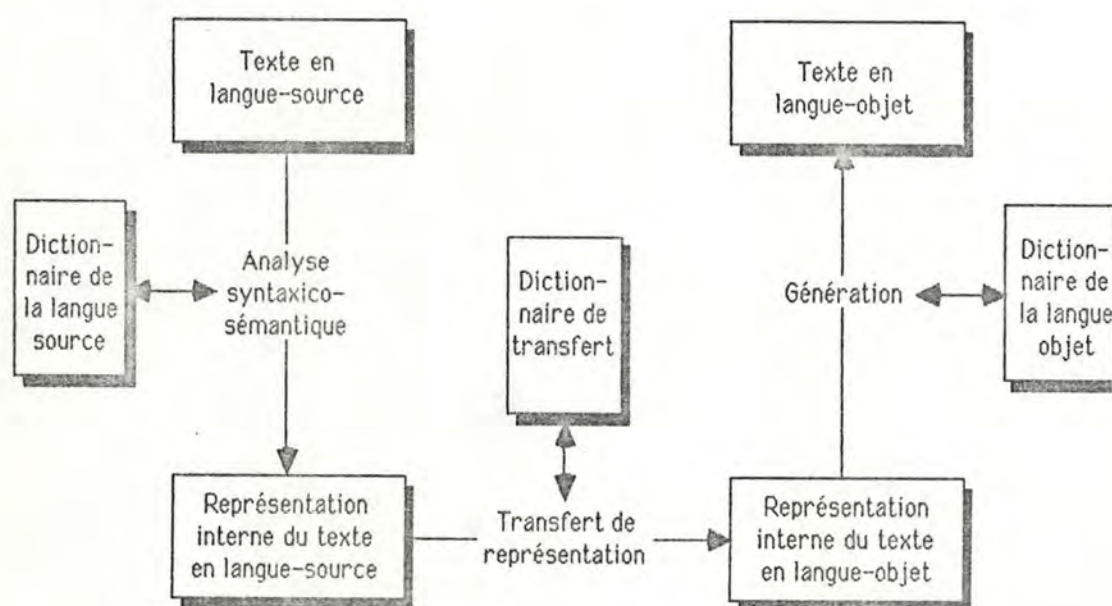 Texte en
langue-source
Texte en
langue-objet
Diction-
naire de
la langue
source
Analyse
syntaxico-
sémantique
Diction-
naire de
transfert
Génération
Diction-
naire de
la langue
objet
Représentation
interne du texte
en langue-source
Transfert de
représentation
Représentation
interne du texte
en langue-objet